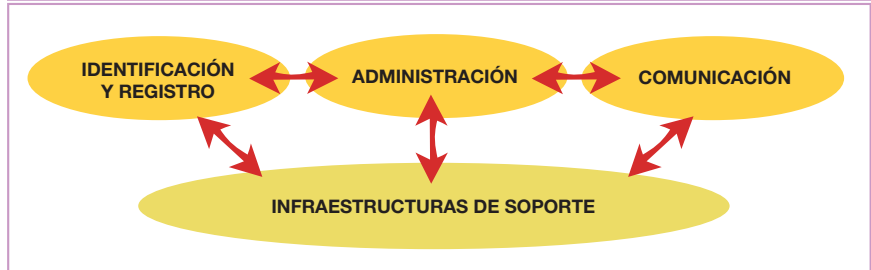 IDENTIFICACIÓN
Y REGISTRO
ADMINISTRACIÓN
COMUNICACIÓN
INFRAESTRUCTURAS DE SOPORTE